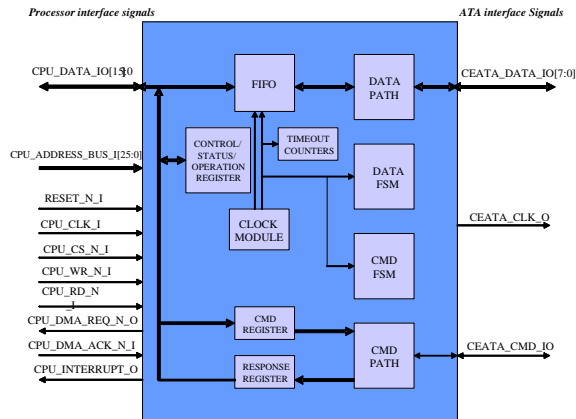 Processor interface signals
ATA interface Signals
CPU_DATA_IO[15:0
CPU_ADDRESS_BUS_I[25:0]
RESET_N_I
CPU_CLK_I
CPU_CS_N_I
CPU_WR_N_I
CPU_RD_N
_I
CPU_DMA_REQ_N_O
CPU_DMA_ACK_N_I
CPU_INTERRUPT_O
FIFO
DATA
PATH
CONTROL/
STATUS/
OPERATION
REGISTER
TIMEOUT
COUNTERS
DATA
FSM
CLOCK
MODULE
CMD
FSM
CMD
REGISTER
CMD
PATH
RESPONSE
REGISTER
CEATA_DATA_IO[7:0]
CEATA_CLK_O
CEATA_CMD_IO